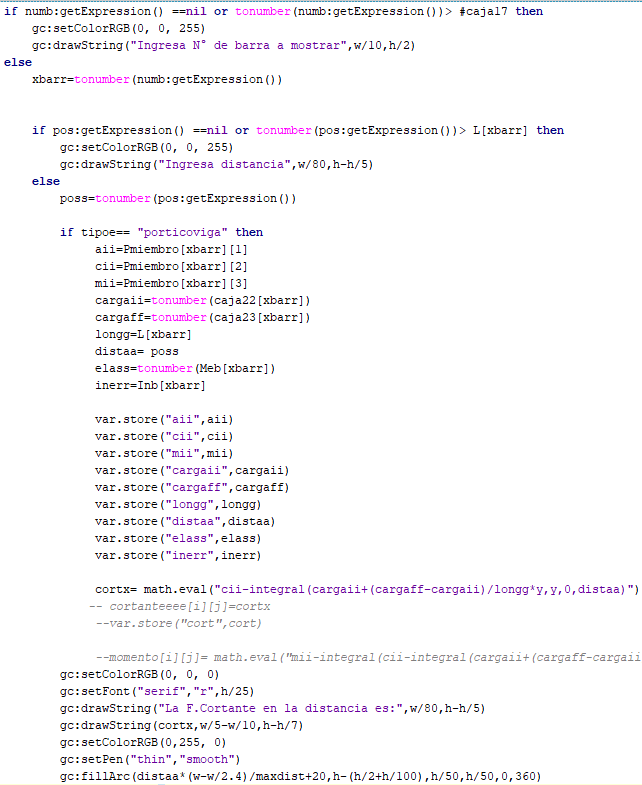 if numb:getExpression() ==nil or tonumber(numb:getExpression())> #caja17 then
gc:setColorRGB(0, 0, 255)
gc:drawString("Ingresa N° de barra a mostrar",w/10,h/2)
else
xbarr=tonumber(numb:getExpression())
if pos:getExpression() ==nil or tonumber(pos:getExpression())> L[xbarr] then
gc:setColorRGB(0, 0, 255)
gc:drawString("Ingresa distancia",w/80,h-h/5)
else
poss=tonumber(pos:getExpression())
if tipoe== "porticoviga" then
aii=Pmiembro[xbarr][1]
cii=Pmiembro[xbarr][2]
mii=Pmiembro[xbarr][3]
cargaii=tonumber(caja22[xbarr])
cargaff=tonumber(caja23[xbarr])
longg=L[xbarr]
distaa= poss
elass=tonumber(Meb[xbarr])
inerr=Inb[xbarr]
var.store("aii",aii)
var.store("cii",cii)
var.store("mii",mii)
var.store("cargaii",cargaii)
var.store("cargaff",cargaff)
var.store("longg",longg)
var.store("distaa",distaa)
var.store("elass",elass)
var.store("inerr",inerr)
cortx= math.eval("cii-integral(cargaii+(cargaff-cargaii)/longg*y,y,0,distaa)")
-- cortanteeee[i][j]=cortx
--var.store("cort",cort)
--momento[i][j]= math.eval("mii-integral(cii-integral(cargaii+(cargaff-cargaii
gc:setColorRGB(0, 0, 0)
gc:setFont("serif","r",h/25)
gc:drawString("La F.Cortante en la distancia es:",w/80,h-h/5)
gc:drawString(cortx,w/5-w/10,h-h/7)
gc:setColorRGB(0,255, 0)
gc:setPen("thin","smooth")
gc:fillArc(distaa*(w-w/2.4)/maxdist+20,h-(h/2+h/100),h/50,h/50,0,360)